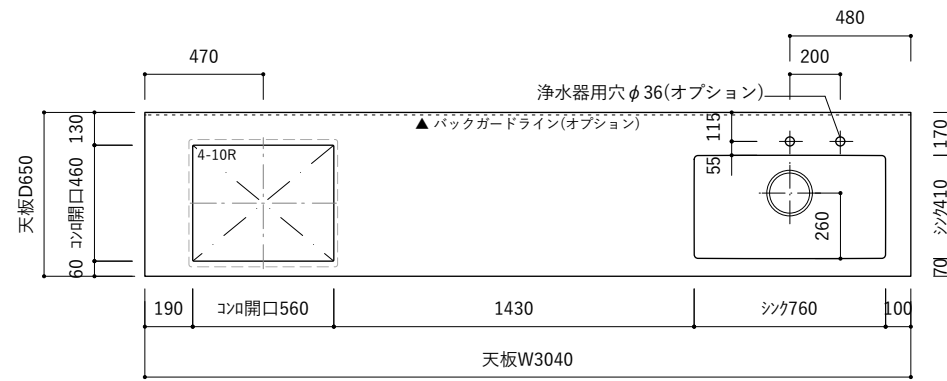 480
470
200
浄水器用穴φ36(オプション)
▲ バックガードライン(オプション)
130
115
170
4-10R
55
天板D650
コンロ開口460
シンク410
260
60
70
190
コンロ開口560
1430
シンク760
100
天板W3040